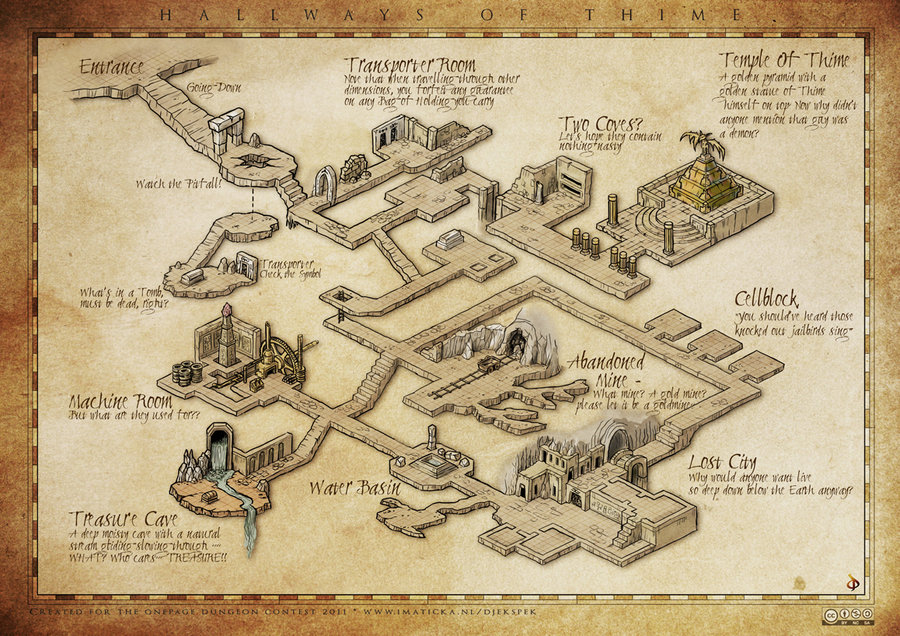 HALLWAYS OF THIME
Entrance
Going Down
Transporter Room
Note that when travelling through other
dimensions, you forfeit any guarantee
on any Bag of Holding you carry
Two Coves?
Let's hope they contain
nothing nasty
Temple Of Thime
A golden pyramid with a
golden statue of Thime
himself on top. Now why didn't
anyone mention that guy was
a demon?
Watch the Pitfall!
Transporter
Check the Symbol
What's in a Tomb,
must be dead, right?
Cellblock
"You should've heard those
knocked out jailbirds sing"
Abandoned
Mine -
What mine? A gold mine?
please let it be a goldmine
Machine Room
But what are they used for??
Lost City
Why would anyone want live
so deep down below the Earth anyway?
Water Basin
Treasure Cave
A deep moisty cave with a natural
stream gliding slowing through ....
WHAT? Who cares - TREASURE!!
Created for the OnePage Dungeon Contest 2011 * www.imaticka.nl/djekspek
cc
BY NC SA